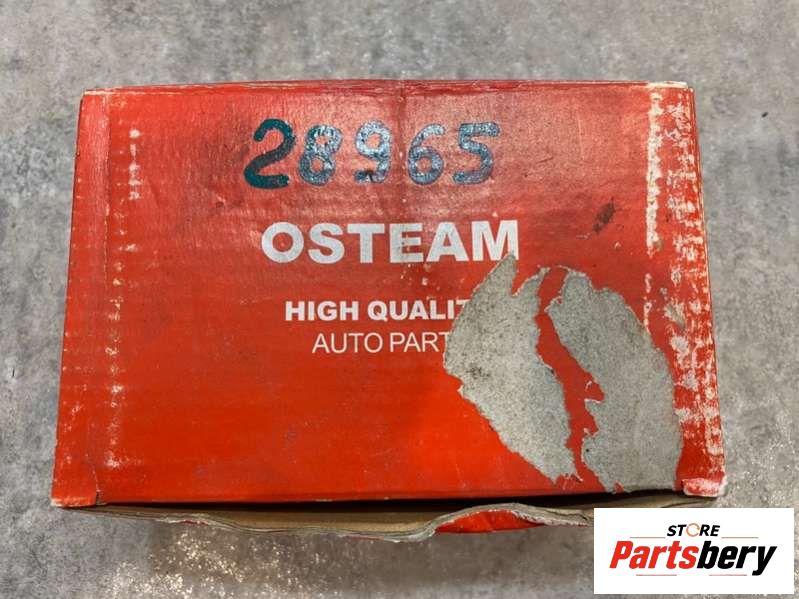 28965
OSTEAM
HIGH QUALIT
AUTO PART
STORE
Partsbery